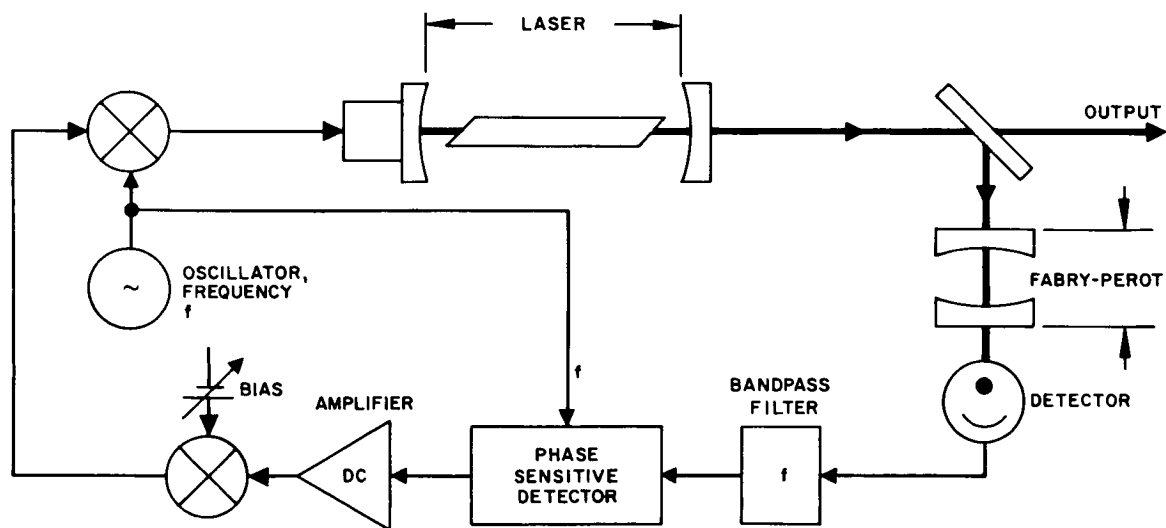 LASER
OUTPUT
OSCILLATOR,
FREQUENCY
f
~
FABRY-PEROT
f
BIAS
AMPLIFIER
BANDPASS
FILTER
DETECTOR
DC
PHASE
SENSITIVE
DETECTOR
f